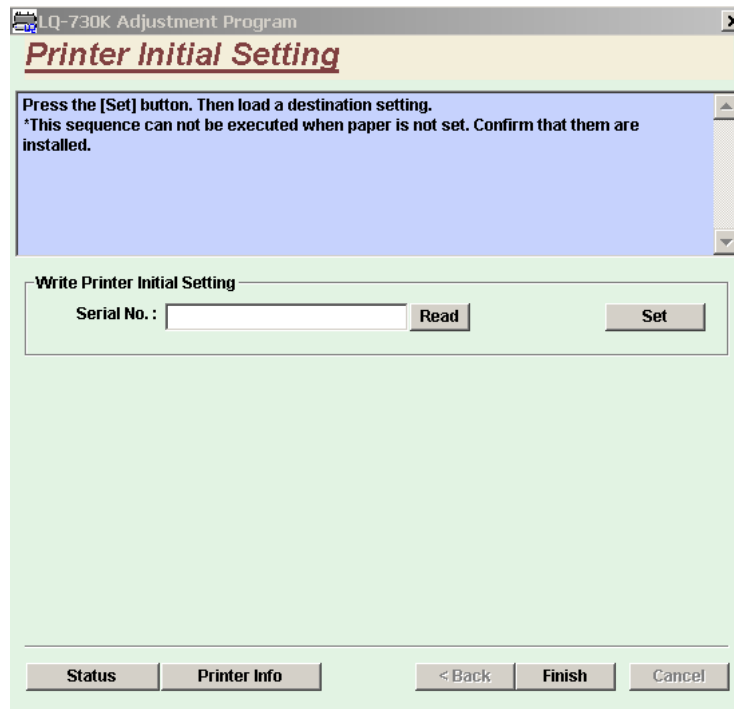 LQ-730K Adjustment Program
Printer Initial Setting
Press the [Set] button. Then load a destination setting.
*This sequence can not be executed when paper is not set. Confirm that them are
installed.
Write Printer Initial Setting
Serial No. : Read Set
Status Printer Info < Back Finish Cancel